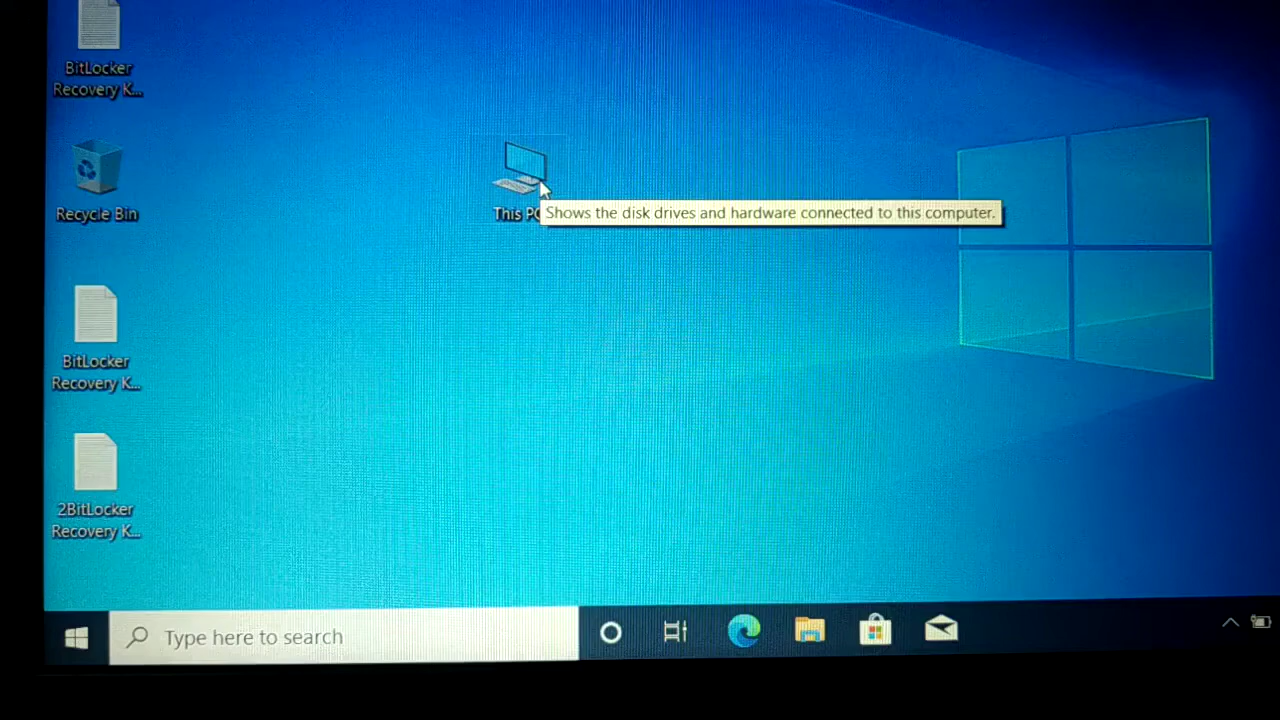 BitLocker
Recovery K...
Recycle Bin
This PC
Shows the disk drives and hardware connected to this computer.
BitLocker
Recovery K...
2BitLocker
Recovery K...
Type here to search